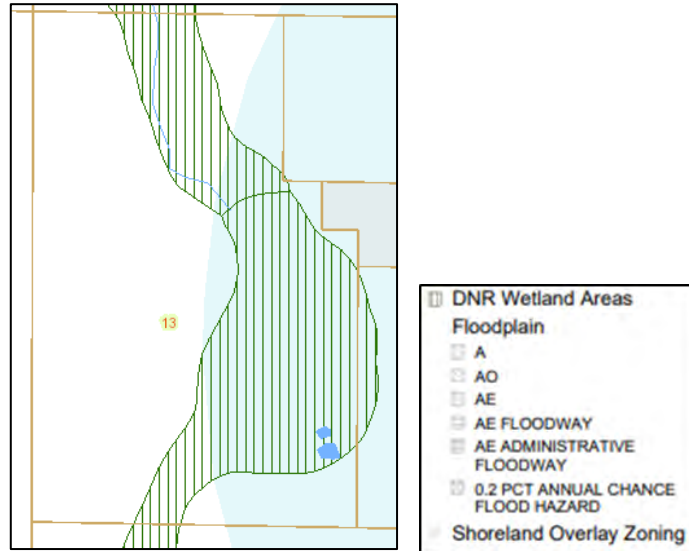 13
DNR Wetland Areas
Floodplain
A
AO
AE
AE FLOODWAY
AE ADMINISTRATIVE
FLOODWAY
0.2 PCT ANNUAL CHANCE
FLOOD HAZARD
Shoreland Overlay Zoning